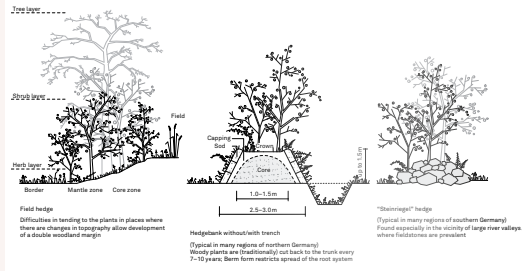 Tree layer
Shrub layer
Herb layer
Field
Border
Mantle zone
Core zone
Field hedge
Difficulties in tending to the plants in places where
there are changes in topography allow development
of a double woodland margin
Capping
Sod
Crown
Core
up to 1.5m
1.0–1.5m
2.5–3.0m
Hedgebank without/with trench
(Typical in many regions of northern Germany)
Woody plants are (traditionally) cut back to the trunk every
7–10 years; Berm form restricts spread of the root system
"Steinriegel" hedge
(Typical in many regions of southern Germany)
Found especially in the vicinity of large river valleys
where fieldstones are prevalent